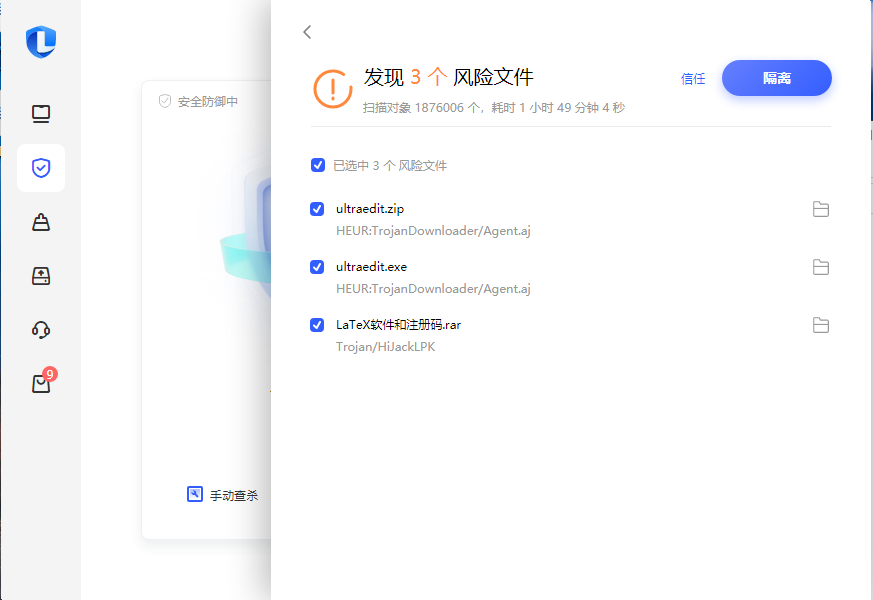 发现 3 个 风险文件
信任
隔离
扫描对象 1876006 个，耗时 1 小时 49 分钟 4 秒
安全防御中
已选中 3 个 风险文件
ultraedit.zip
HEUR:TrojanDownloader/Agent.aj
ultraedit.exe
HEUR:TrojanDownloader/Agent.aj
LaTeX软件和注册码.rar
Trojan/HiJackLPK
9
手动查杀